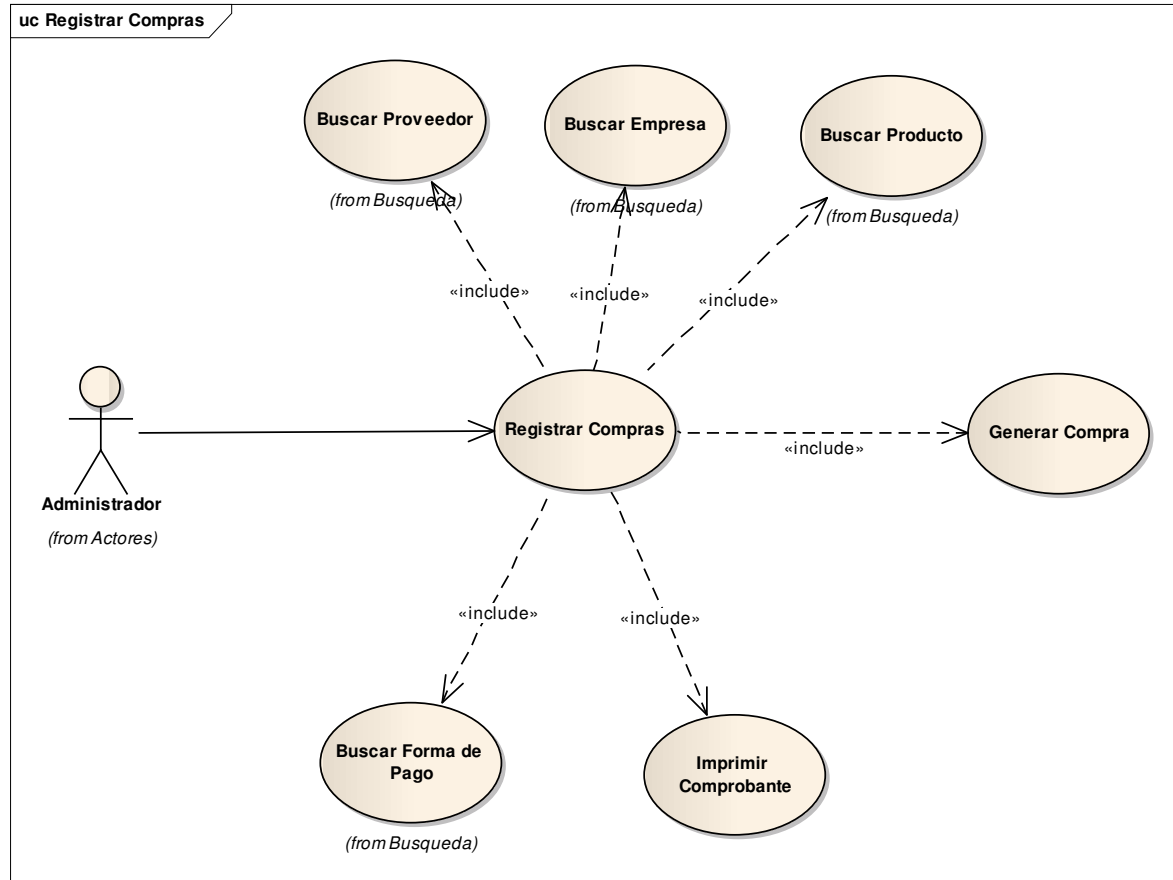 uc Registrar Compras
Buscar Proveedor
(from Busqueda)
Buscar Empresa
(from Busqueda)
Buscar Producto
(from Busqueda)
«include»
«include»
«include»
Administrador
(from Actores)
Registrar Compras
«include»
Generar Compra
«include»
«include»
Buscar Forma de
Pago
(from Busqueda)
Imprimir
Comprobante